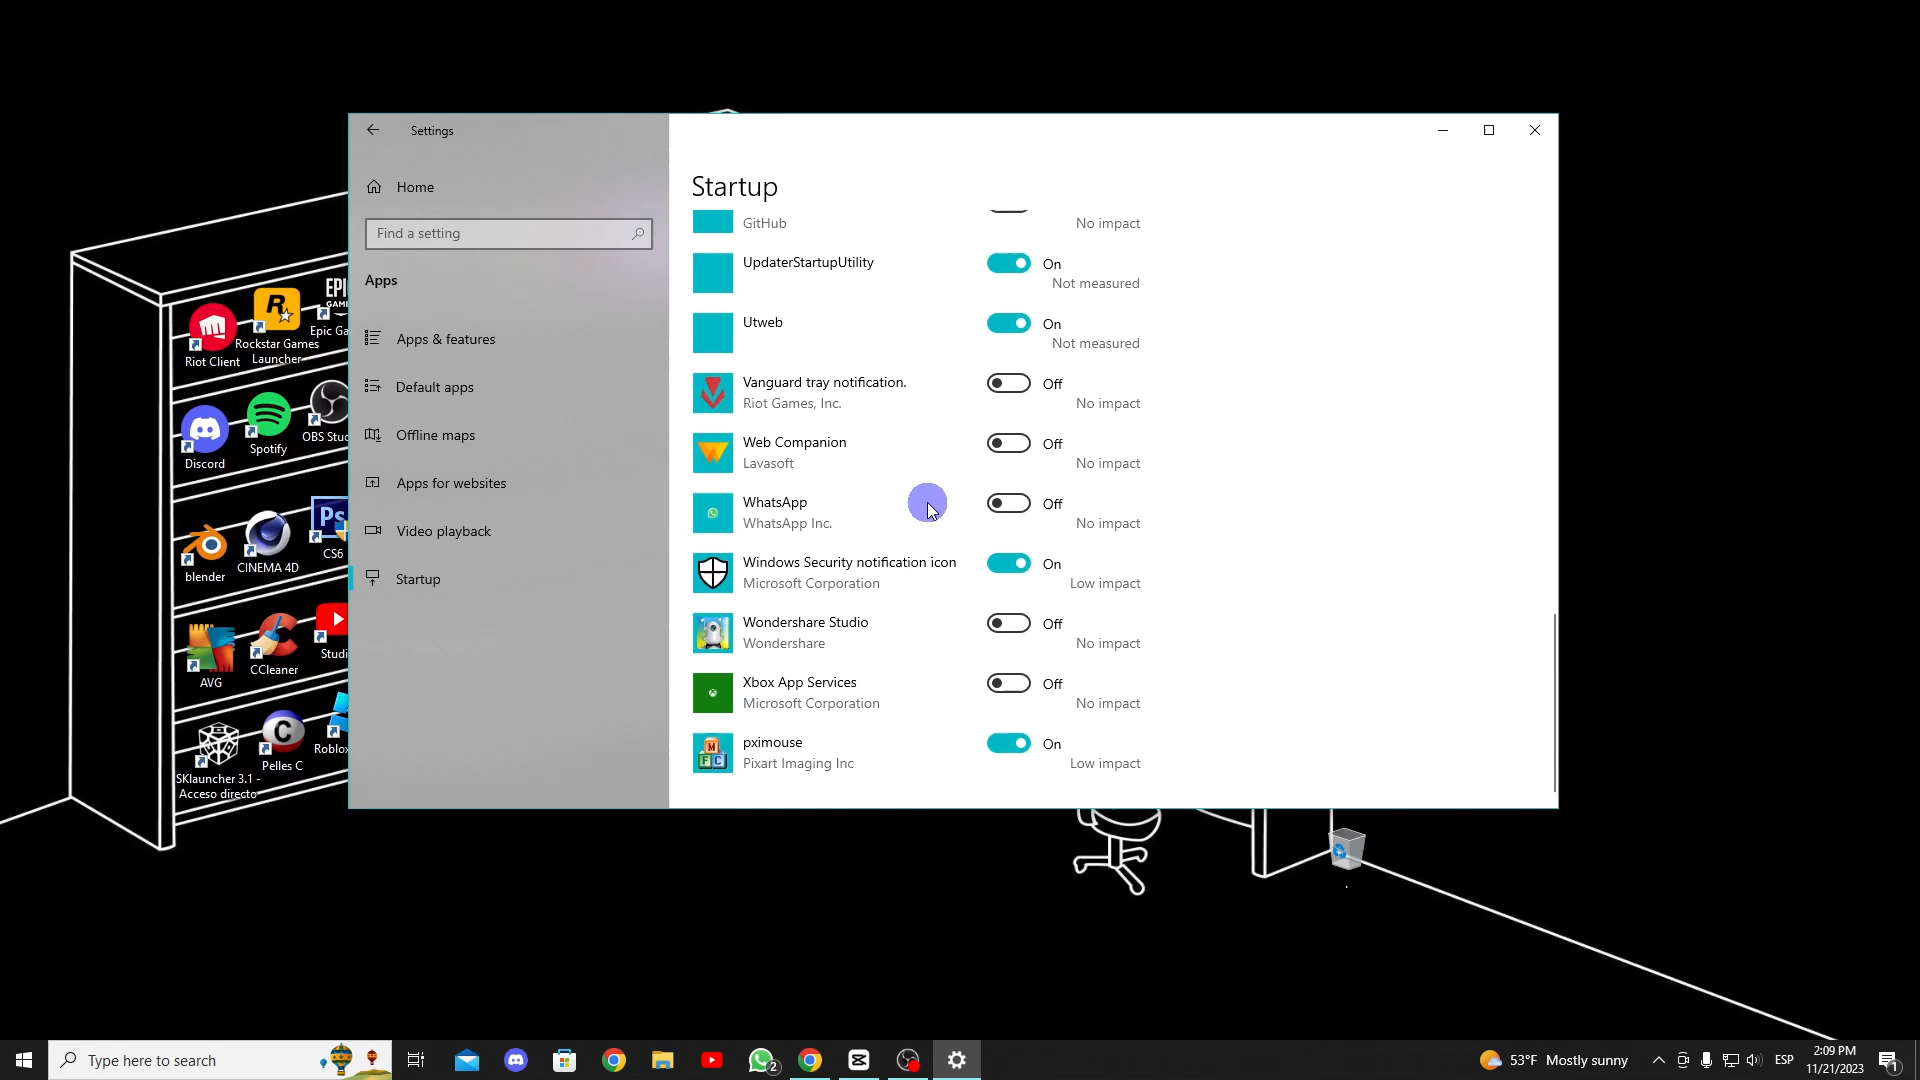 Settings
Home
Find a setting
Apps
Apps & features
Default apps
Offline maps
Apps for websites
Video playback
Startup
Startup
GitHub
No impact
UpdaterStartupUtility
On
Not measured
Utweb
On
Not measured
Vanguard tray notification.
Off
Riot Games, Inc.
No impact
Web Companion
Off
Lavasoft
No impact
WhatsApp
Off
WhatsApp Inc.
No impact
Windows Security notification icon
On
Microsoft Corporation
Low impact
Wondershare Studio
Off
Wondershare
No impact
Xbox App Services
Off
Microsoft Corporation
No impact
pximouse
On
Pixart Imaging Inc
Low impact
Riot Client
Rockstar Games
Launcher
Epic Ga
Discord
Spotify
OBS Stud
blender
CINEMA 4D
Ps
CS6
AVG
CCleaner
Studi
SKlauncher 3.1 -
Acceso directo
Pelles C
Roblox
Type here to search
2
53°F Mostly sunny
ESP
2:09 PM
11/21/2023
1